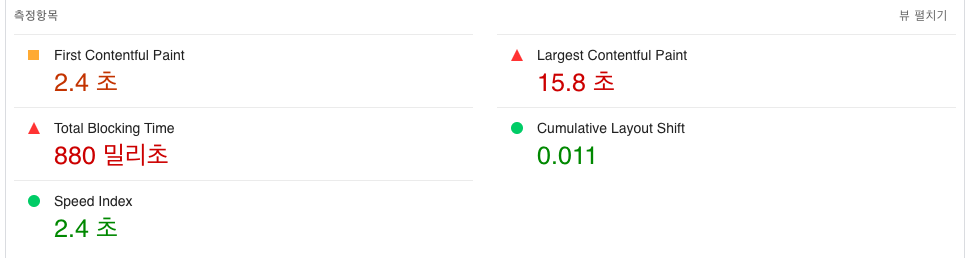 측정항목
뷰 펼치기
First Contentful Paint
2.4 초
Largest Contentful Paint
15.8 초
Total Blocking Time
880 밀리초
Cumulative Layout Shift
0.011
Speed Index
2.4 초